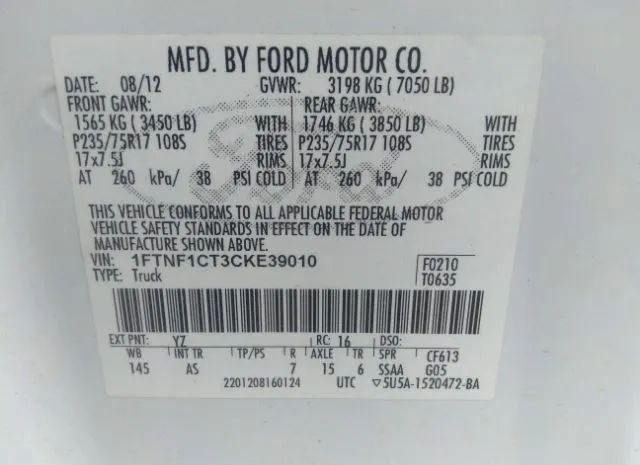 MFD. BY FORD MOTOR CO.
DATE: 08/12 GVWR: 3198 KG ( 7050 LB)
FRONT GAWR: REAR GAWR:
1565 KG ( 3450 LB) WITH 1746 KG ( 3850 LB) WITH
P235/75R17 108S TIRES P235/75R17 108S TIRES
17x7.5J RIMS 17x7.5J RIMS
AT 260 kPa/ 38 PSI COLD AT 260 kPa/ 38 PSI COLD
Ford
THIS VEHICLE CONFORMS TO ALL APPLICABLE FEDERAL MOTOR
VEHICLE SAFETY STANDARDS IN EFFECT ON THE DATE OF
MANUFACTURE SHOWN ABOVE.
VIN: 1FTNF1CT3CKE39010 F0210
TYPE: Truck T0635
EXT PNT: YZ RC: 16 DSO:
WB INT TR TP/PS R AXLE TR SPR CF613
145 AS 7 15 6 SSAA G05
2201208160124 UTC ▽5U5A-1520472-BA